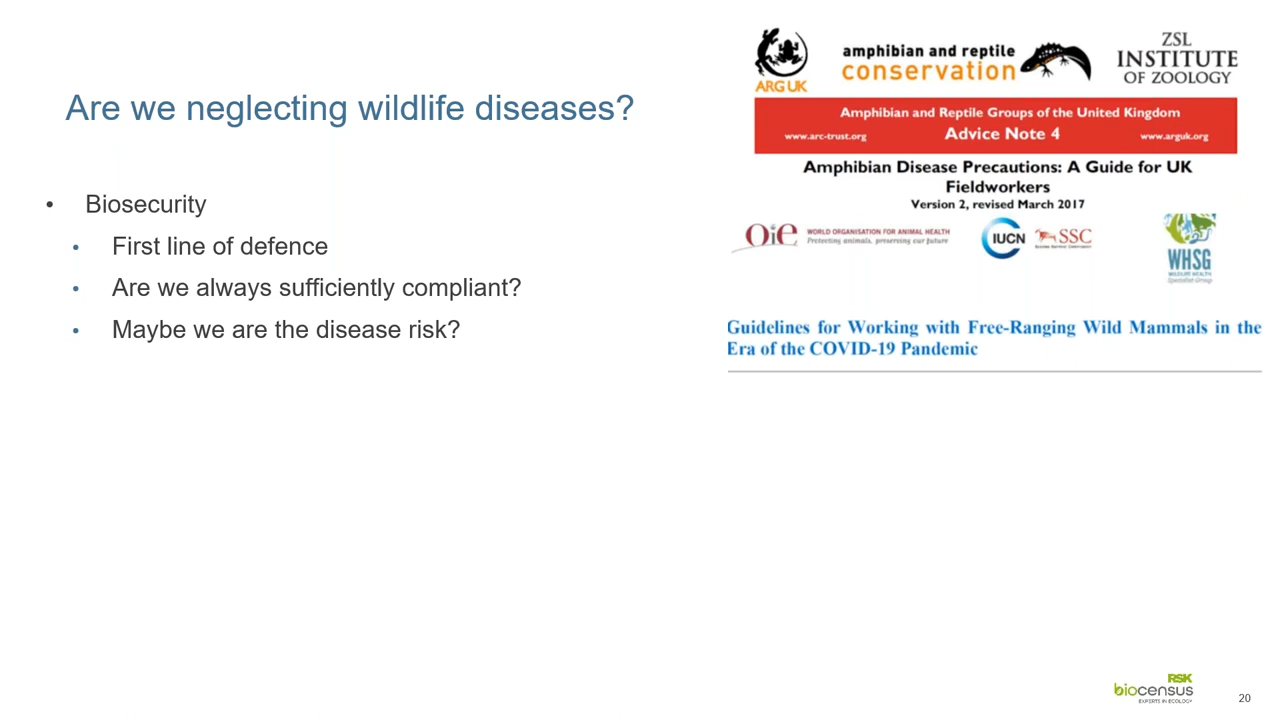 Are we neglecting wildlife diseases?
• Biosecurity
• First line of defence
• Are we always sufficiently compliant?
• Maybe we are the disease risk?
ARG UK
amphibian and reptile
conservation
ZSL
INSTITUTE
OF ZOOLOGY
Amphibian and Reptile Groups of the United Kingdom
www.arc-trust.org Advice Note 4 www.arguk.org
Amphibian Disease Precautions: A Guide for UK
Fieldworkers
Version 2, revised March 2017
oie
WORLD ORGANISATION FOR ANIMAL HEALTH
Protecting animals, preserving our future
IUCN
SSC
WHSG
WILDLIFE HEALTH
Specialist Group
Guidelines for Working with Free-Ranging Wild Mammals in the
Era of the COVID-19 Pandemic
RSK
biocensus
EXPERTS IN ECOLOGY
20